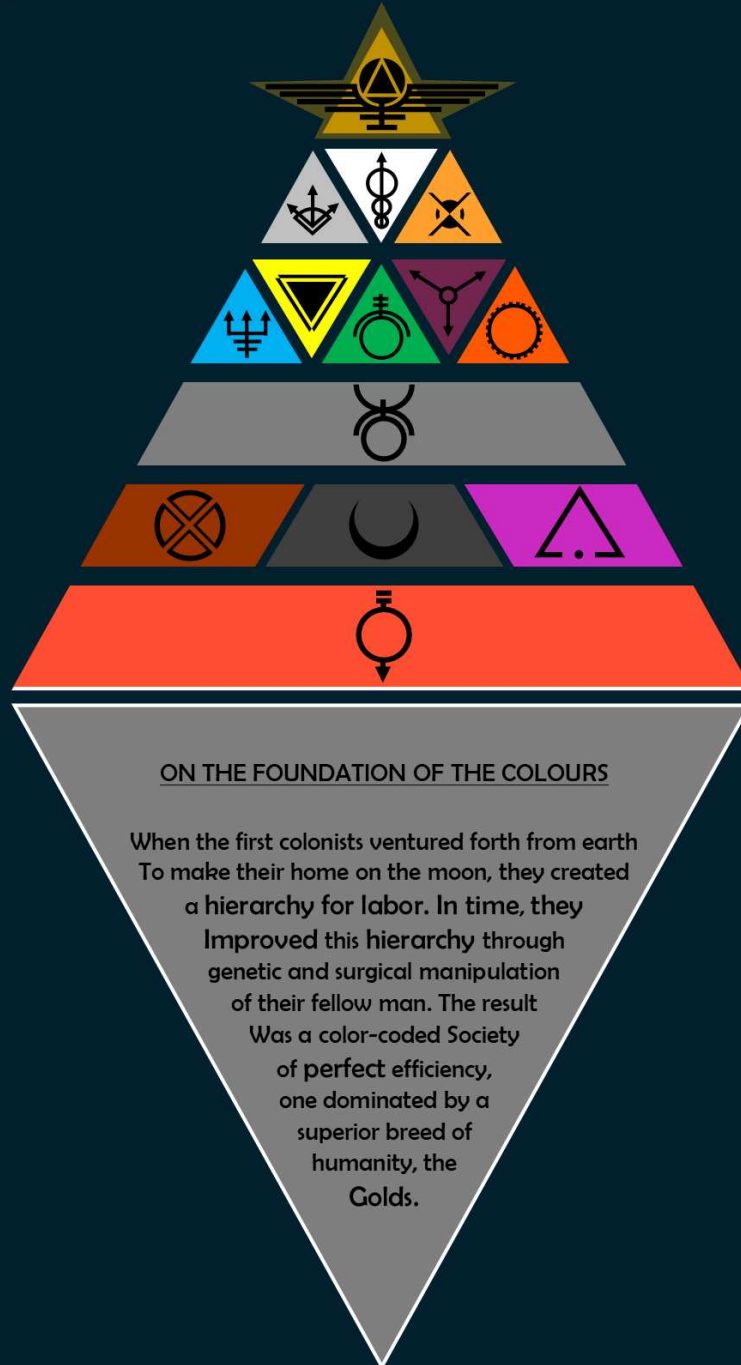 ON THE FOUNDATION OF THE COLOURS
When the first colonists ventured forth from earth
To make their home on the moon, they created
a hierarchy for labor. In time, they
Improved this hierarchy through
genetic and surgical manipulation
of their fellow man. The result
Was a color-coded Society
of perfect efficiency,
one dominated by a
superior breed of
humanity, the
Golds.